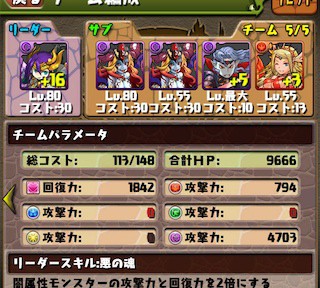 リーダー サブ チーム 5/5
+16 +5 +3
Lv.80 Lv.80 Lv.55 Lv.最大 Lv.55
コスト:30 コスト:30 コスト:30 コスト:10 コスト:13
チームパラメータ
総コスト: 113/148 合計HP: 9666
回復力: 1842 攻撃力: 794
攻撃力: 0 攻撃力: 0
攻撃力: 0 攻撃力: 4703
リーダースキル:悪の魂
闇属性モンスターの攻撃力と回復力を2倍にする